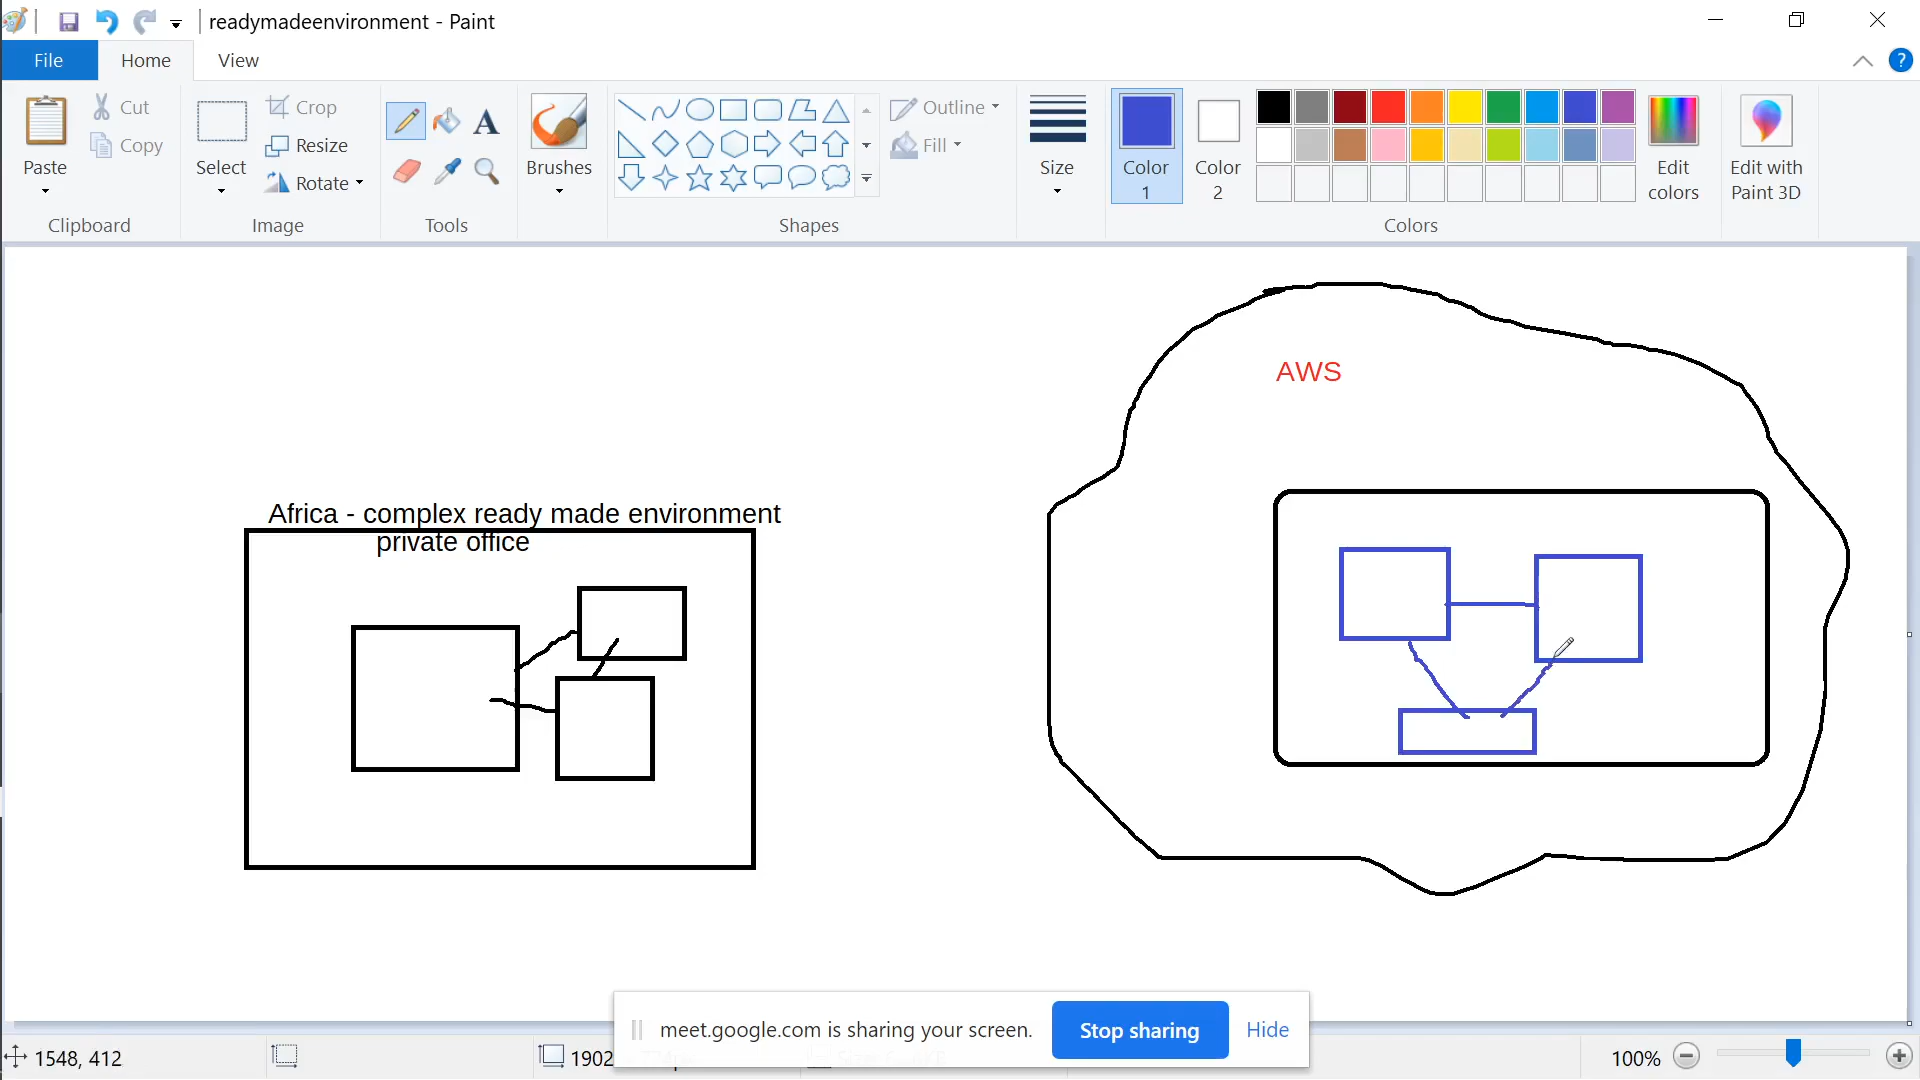 readymadeenvironment - Paint
File Home View
Paste
Cut
Copy
Clipboard
Select
Crop
Resize
Rotate
Image
Tools
Brushes
Shapes
Outline
Fill
Size
Color
1
Color
2
Edit
colors
Colors
Edit with
Paint 3D
AWS
Africa - complex ready made environment
private office
meet.google.com is sharing your screen. Stop sharing Hide
1548, 412
1902
100%